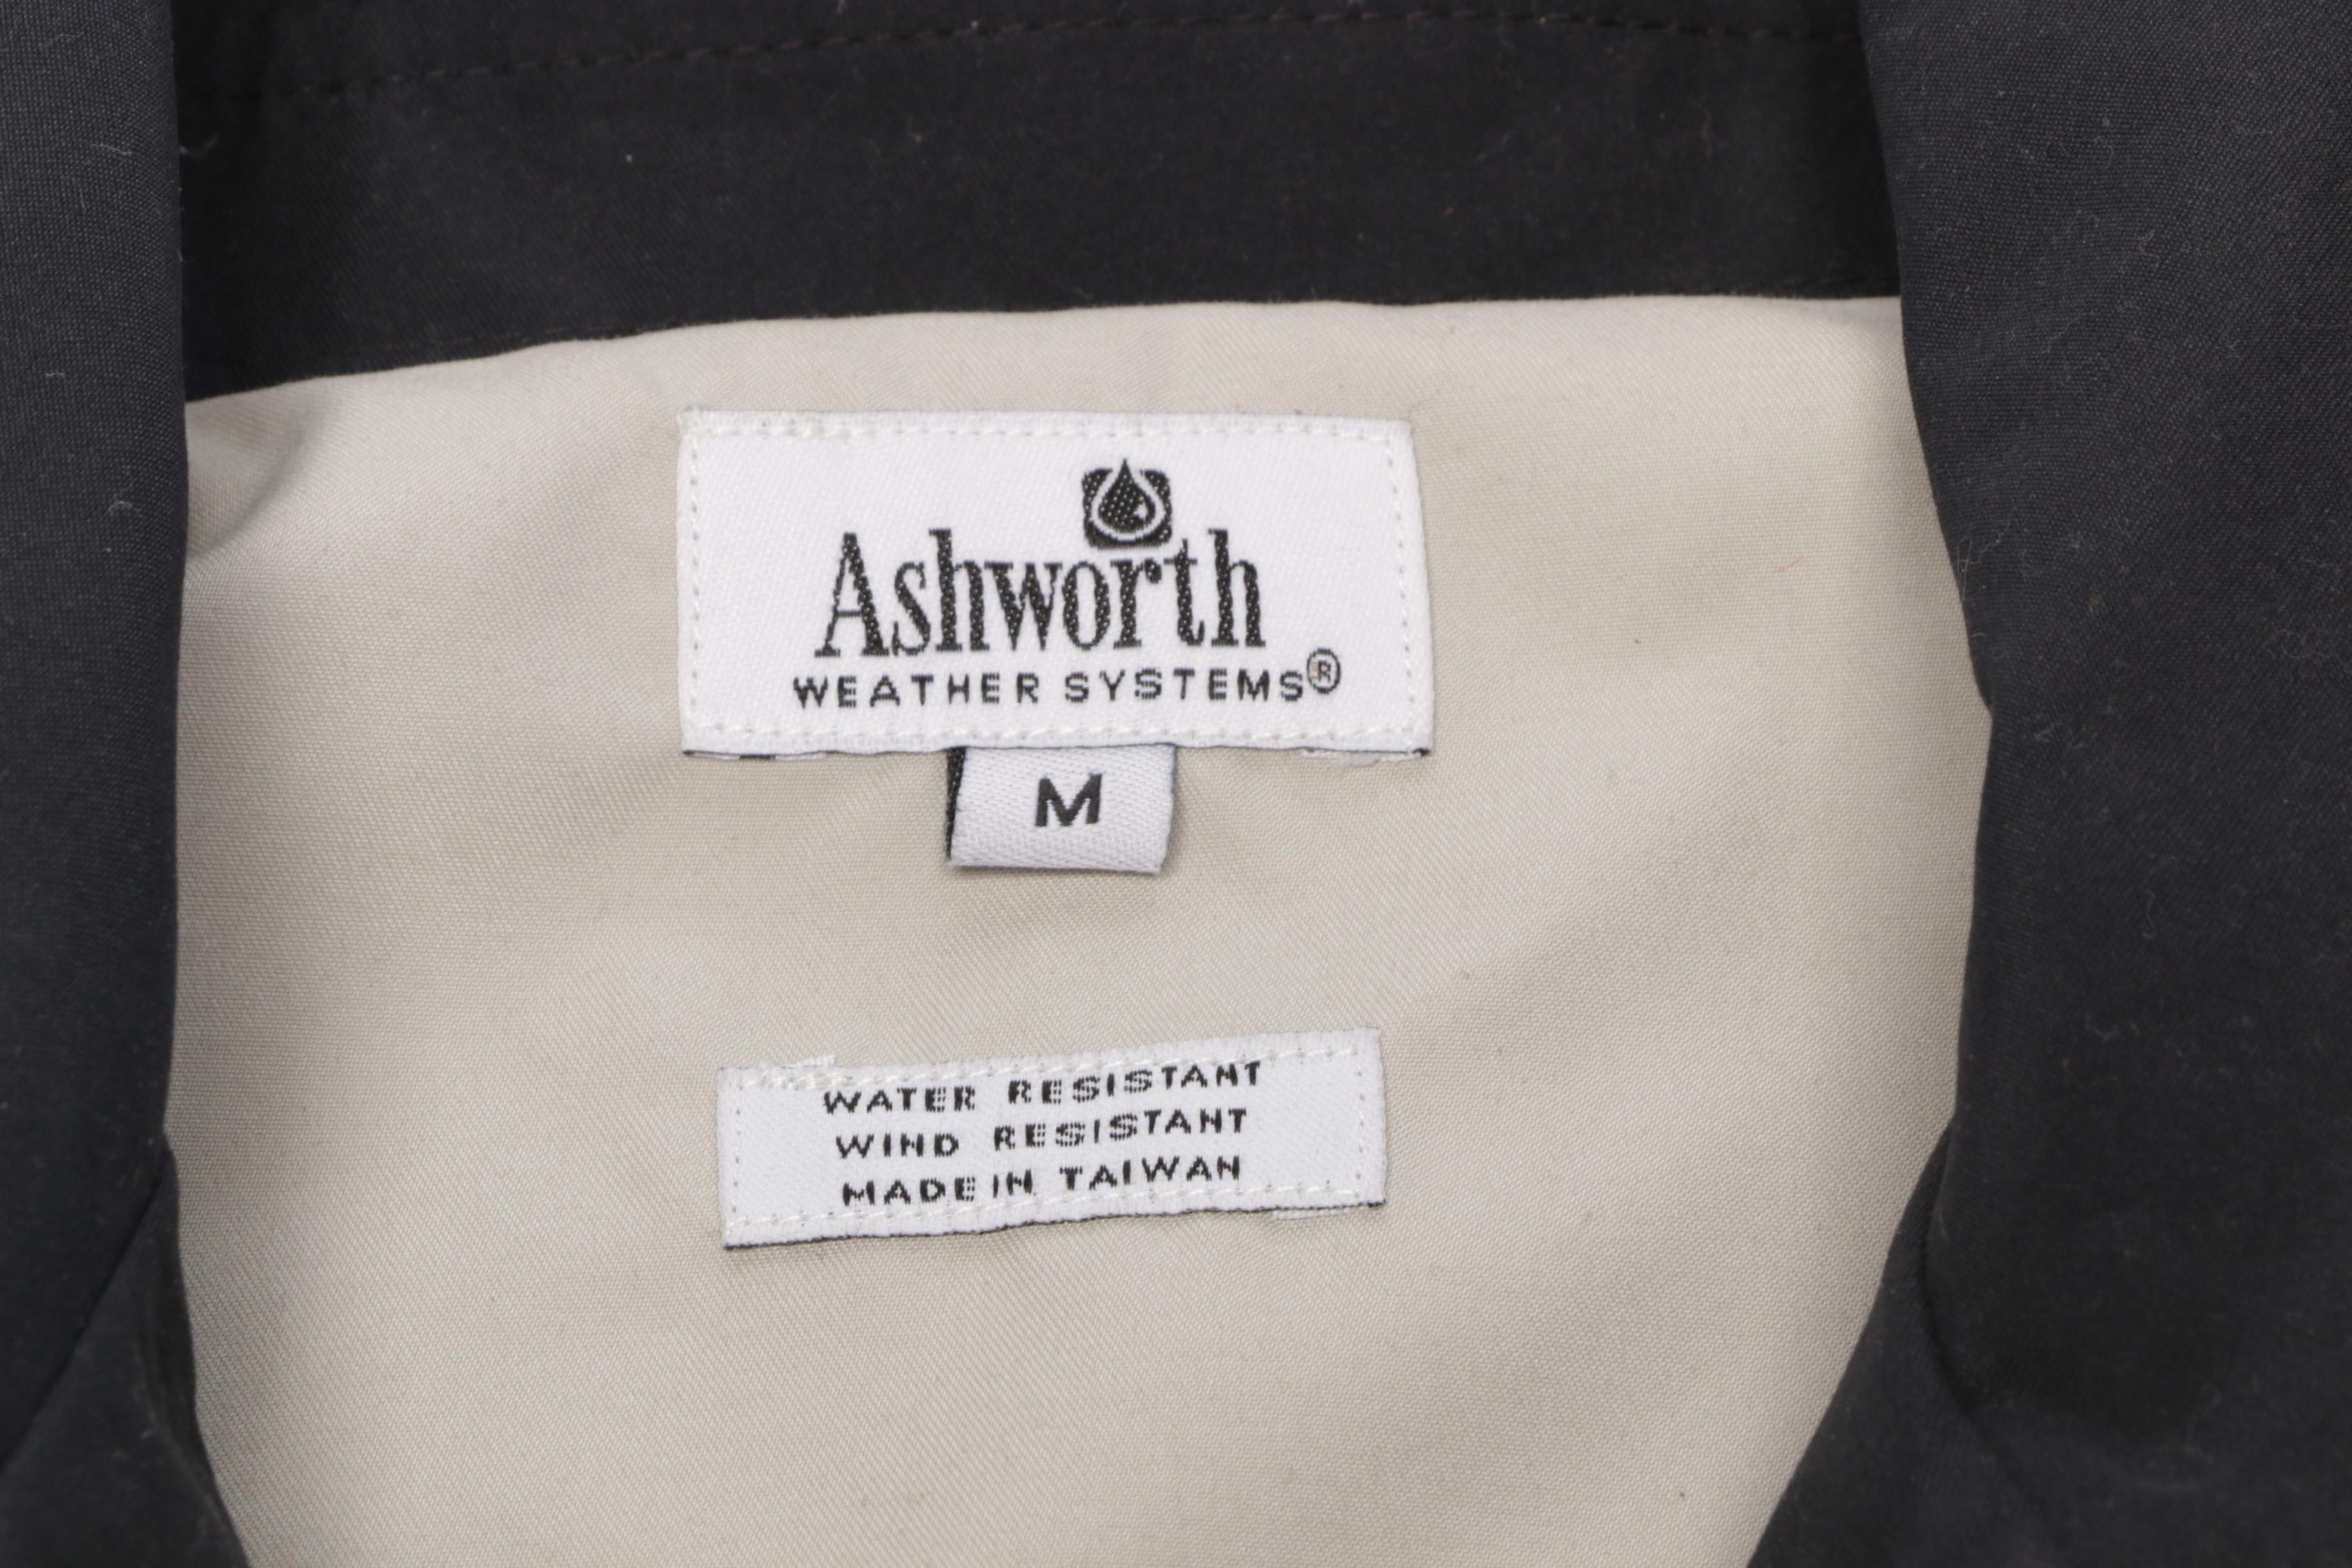 Ashworth
WEATHER SYSTEMS®
M
WATER RESISTANT
WIND RESISTANT
MADE IN TAIWAN